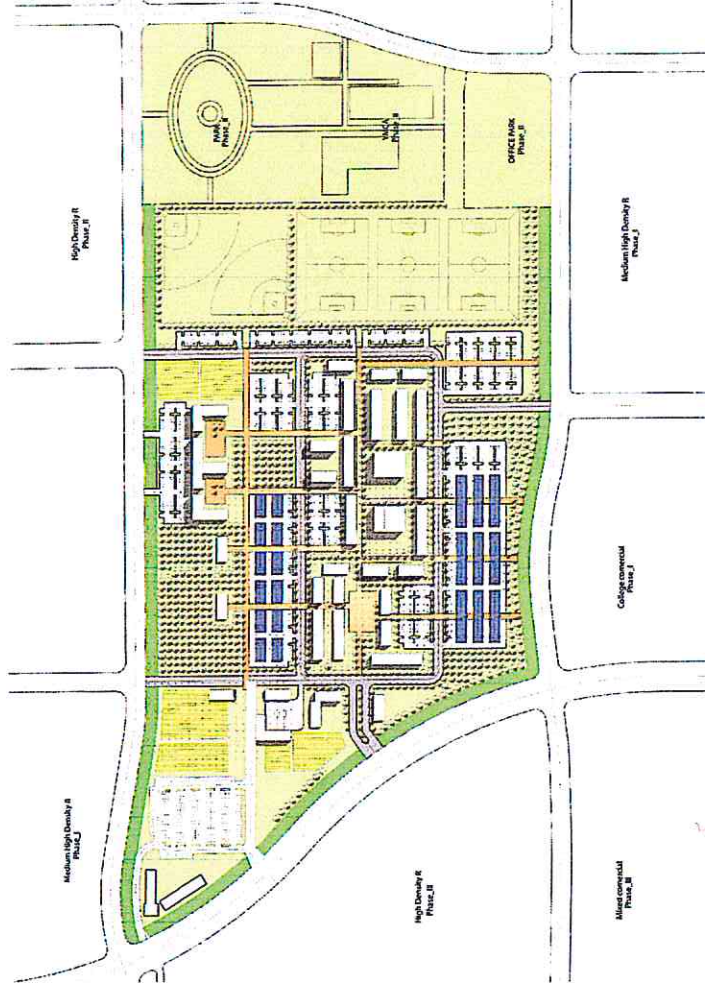 Medium High Density R
Phase_I
High Density R
Phase_II
PARK
Phase_II
YMCA
Phase_II
High Density R
Phase_III
OFFICE PARK
Phase_II
Mixed comercial
Phase_III
College comercial
Phase_I
Medium High Density R
Phase_I